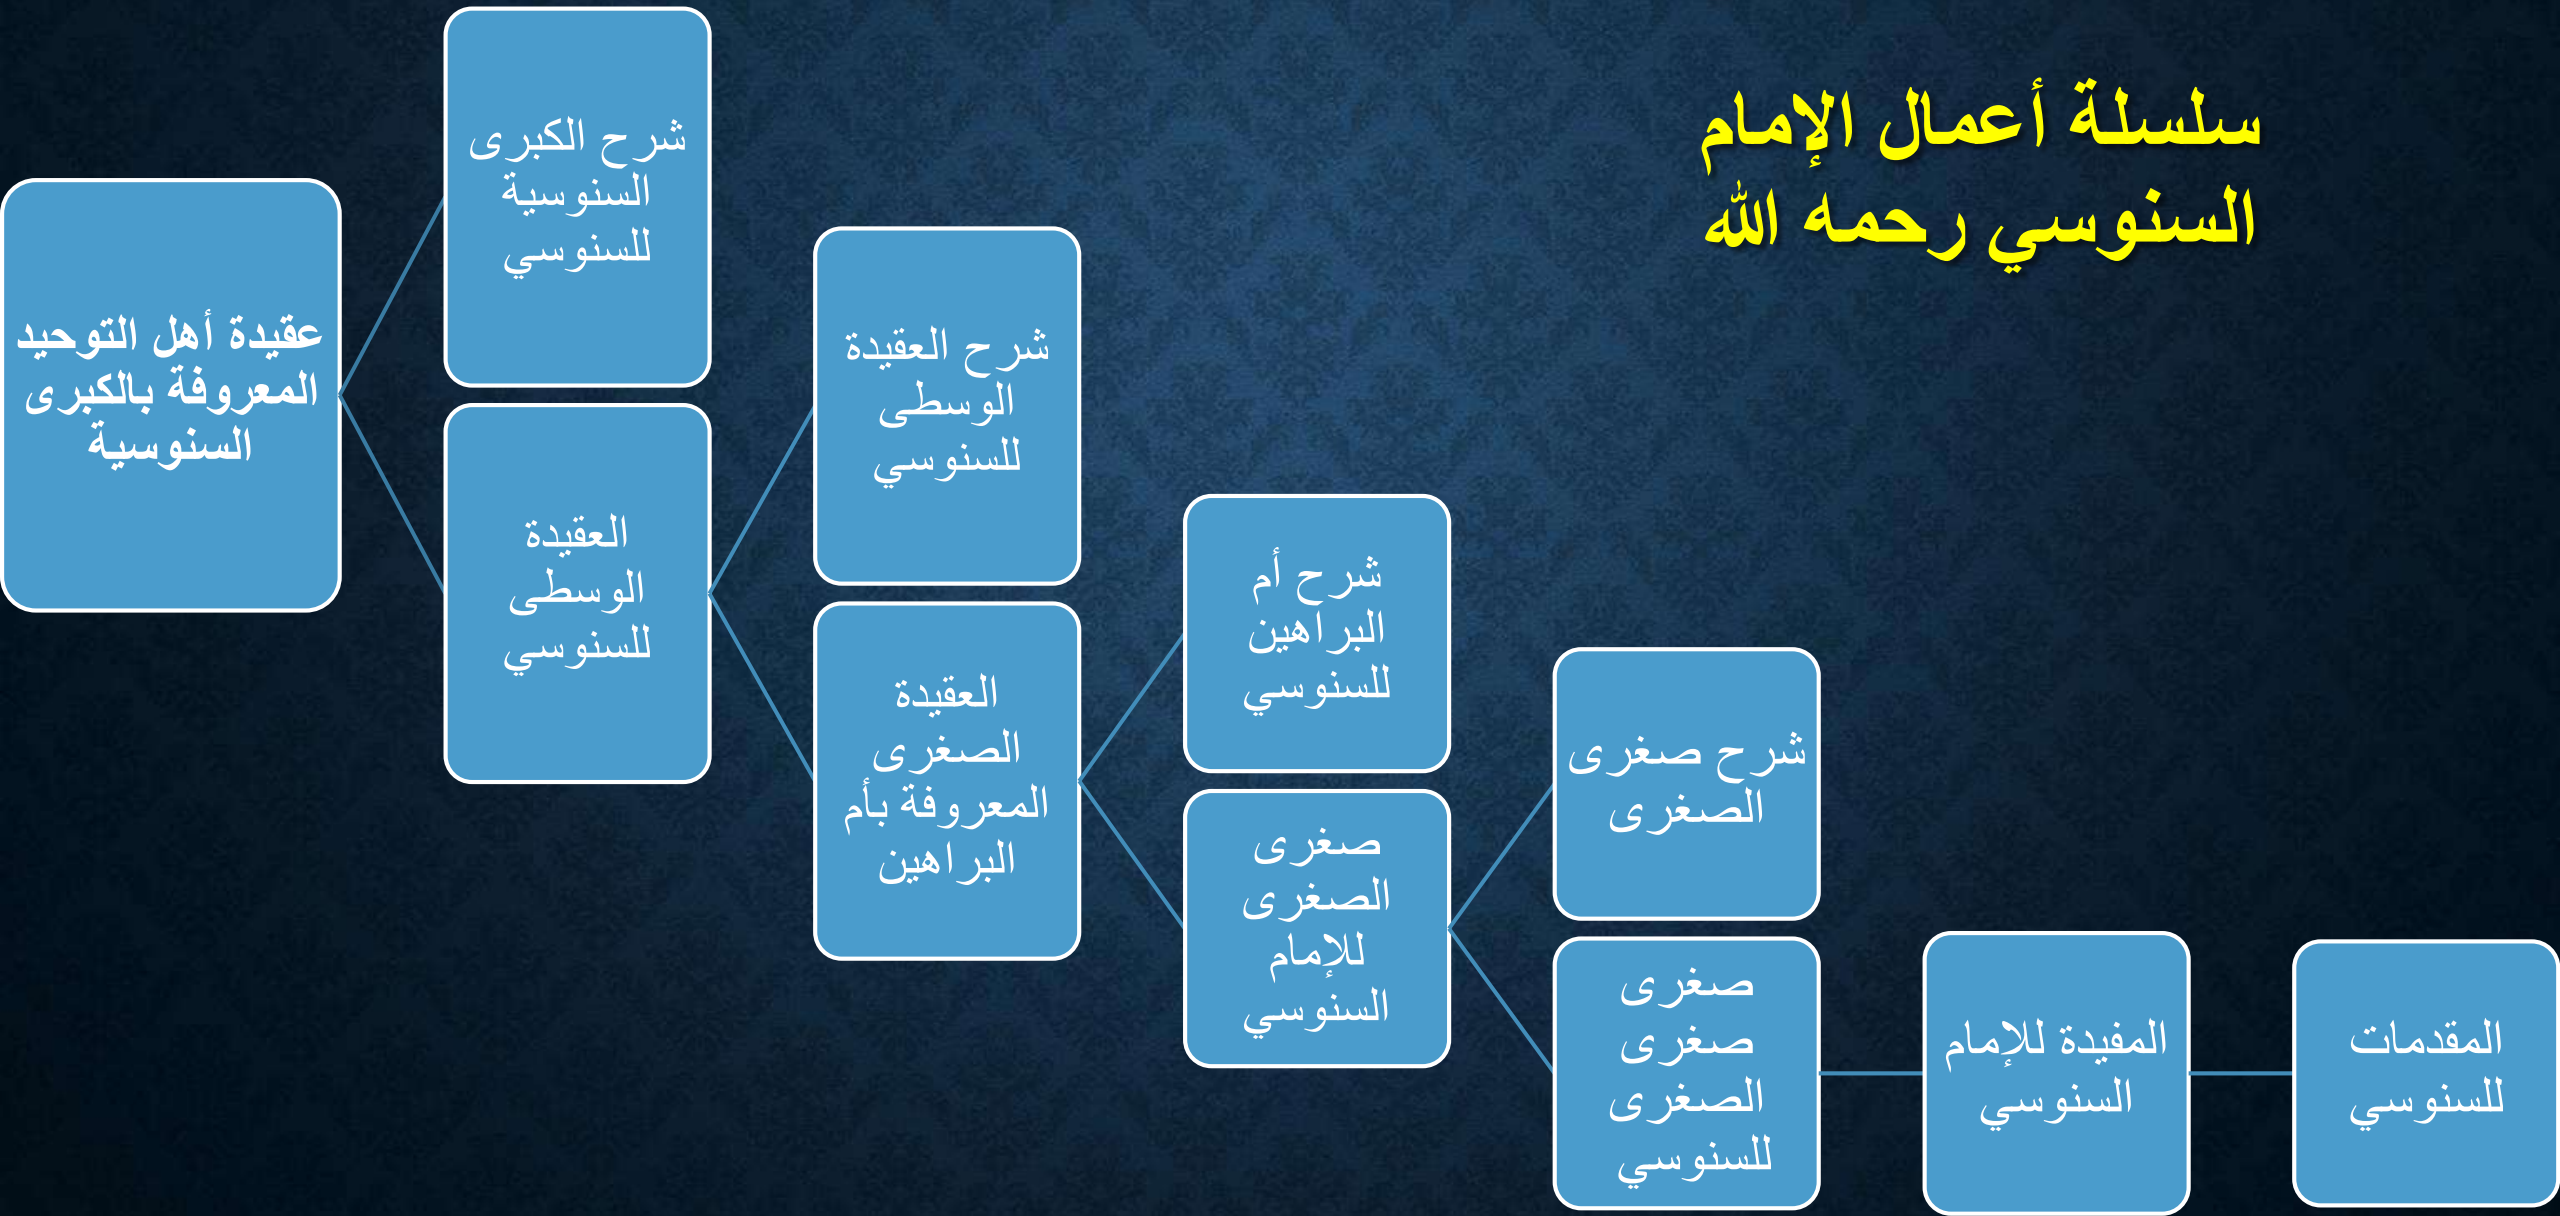 سلسلة أعمال الإمام
السنوسي رحمه الله
عقيدة أهل التوحيد
المعروفة بالكبرى
السنوسية
شرح الكبرى
السنوسية
للسنوسي
العقيدة
الوسطى
للسنوسي
شرح العقيدة
الوسطى
للسنوسي
العقيدة
الصغرى
المعروفة بأم
البراهين
شرح أم
البراهين
للسنوسي
صغرى
الصغرى
للإمام
السنوسي
شرح صغرى
الصغرى
صغرى
صغرى
الصغرى
للسنوسي
المفيدة للإمام
السنوسي
المقدمات
للسنوسي